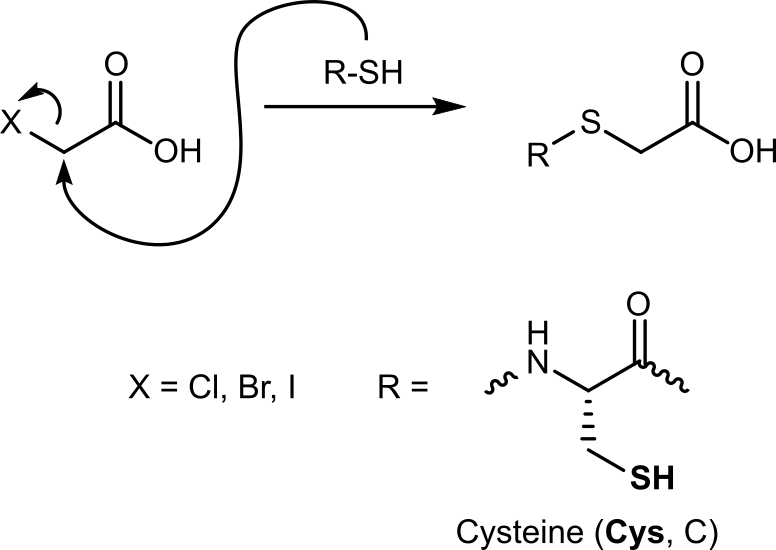 O
R-SH
O
X
OH
S
R
OH
O
H
N
X = Cl, Br, I
R =
SH
Cysteine (Cys, C)